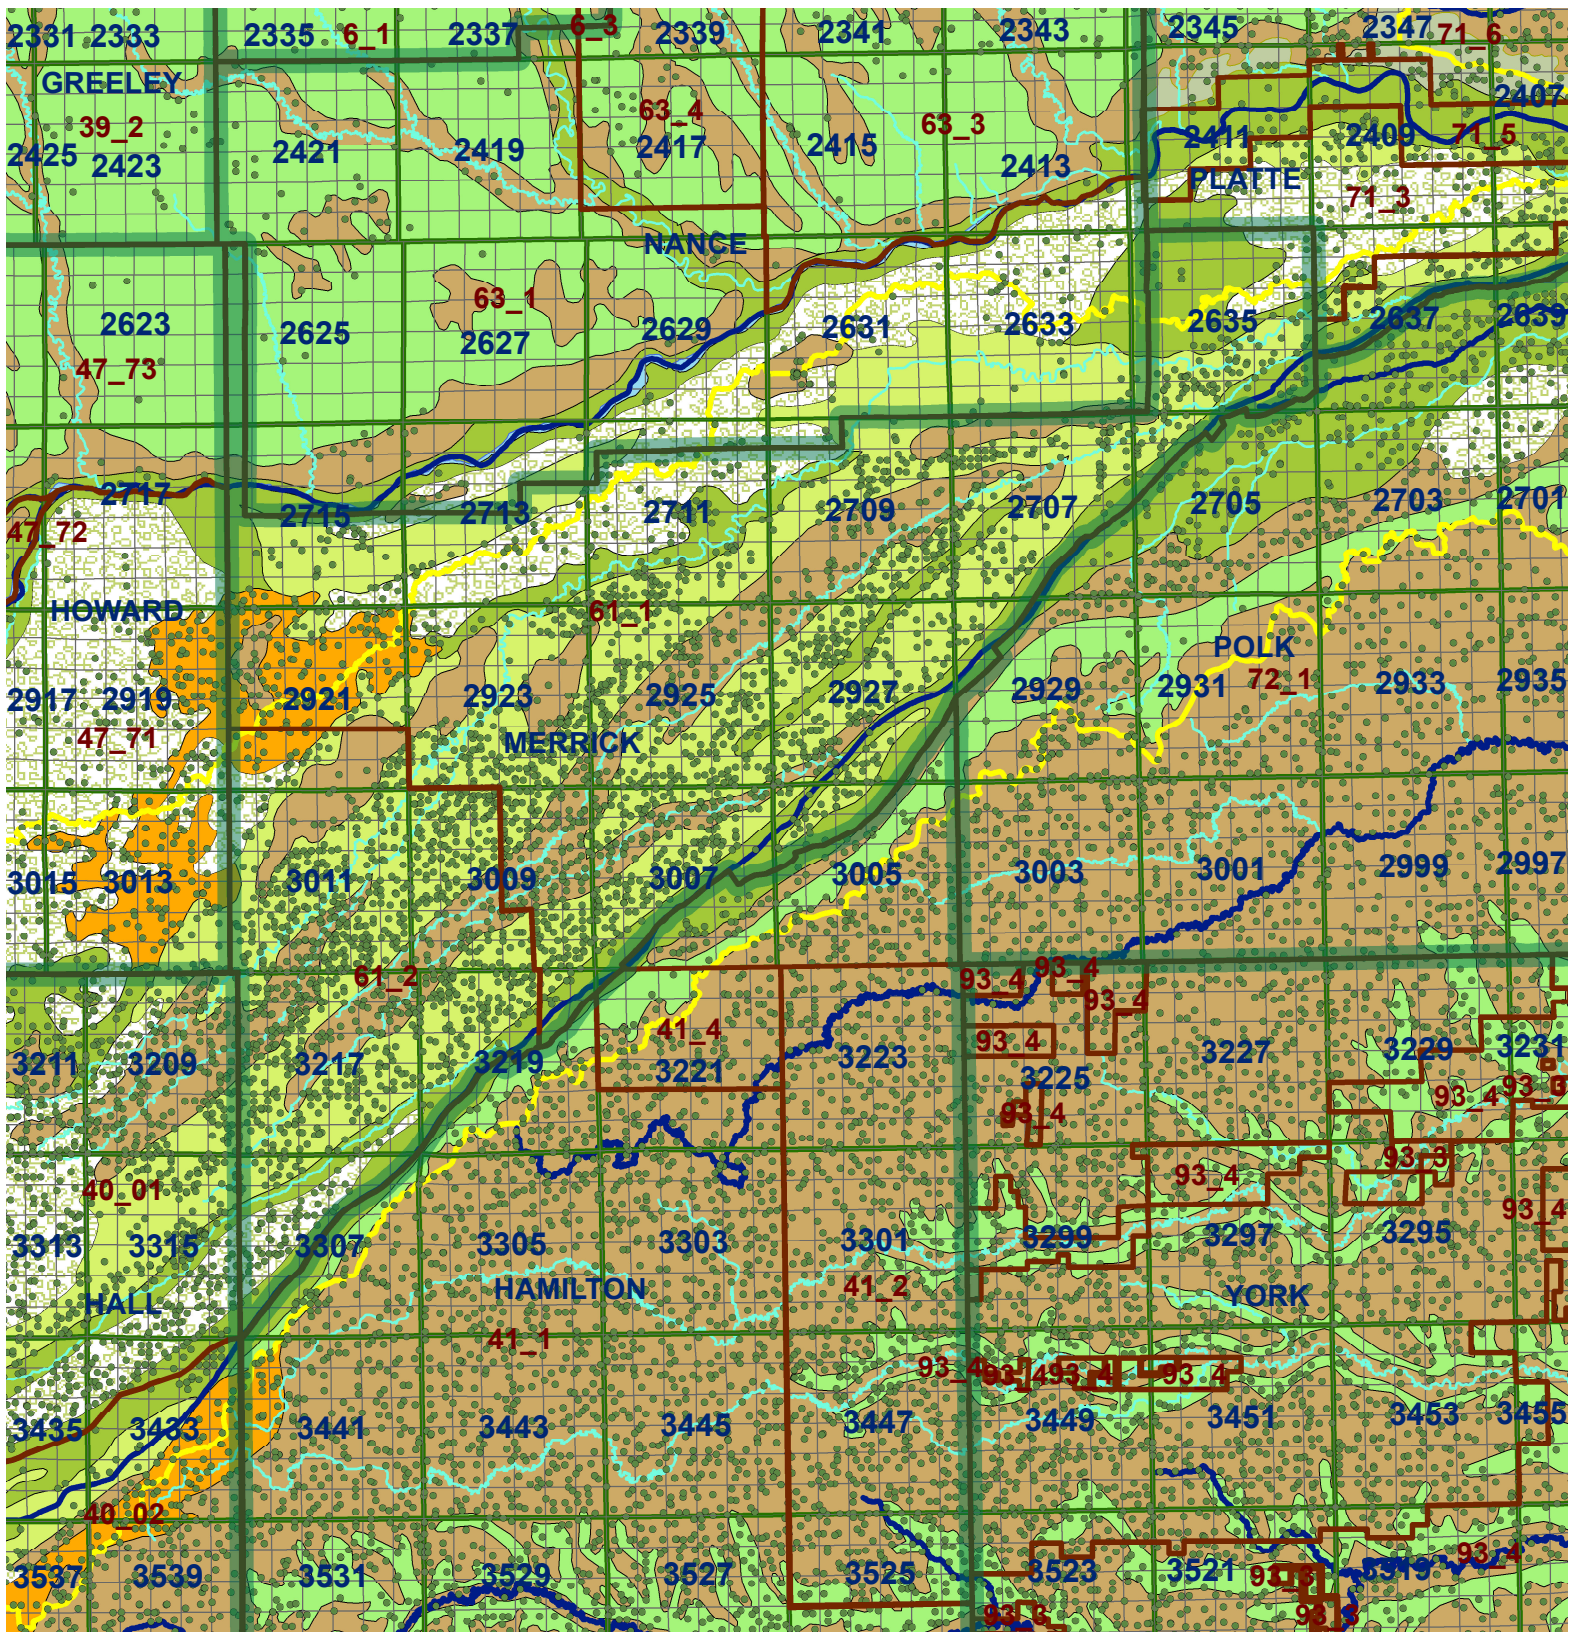 2331 2333 2335 6_1 2337 6_3 2339 2341 2343 2345 2347 71_6
GREELEY 2407
39_2 63_4 63_3 2411 2409 71_5
2425 2423 2421 2419 2417 2415 2413
PLATTE 71_3
NANCE
63_1
2623 2625 2627 2629 2631 2633 2635 2637 2639
47_73
2717 2715 2713 2711 2709 2707 2705 2703 2701
47_72
HOWARD 61_1
POLK
2917 2919 2921 2923 2925 2927 2929 2931 72_1 2933 2935
47_71 MERRICK
3015 3013 3011 3009 3007 3005 3003 3001 2999 2997
61_2 93_4 93_4 93_4
41_4 93_4
3211 3209 3217 3219 3221 3223 3225 3227 3229 3231
93_4 93_4
40_01 93_4 93_3 93_4
3313 3315 3307 3305 3303 3301 3299 3297 3295
HALL HAMILTON 41_2 YORK
41_1
93_4 93_4 93_4 93_4
3435 3433 3441 3443 3445 3447 3449 3451 3453 3455
40_02 93_4
3537 3539 3531 3529 3527 3525 3523 3521 93_3 3519
93_3 93_3